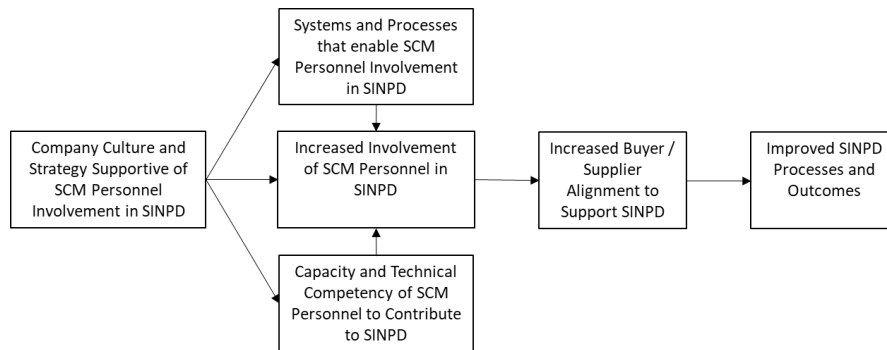 Systems and Processes
that enable SCM
Personnel Involvement
in SINPD
Company Culture and
Strategy Supportive of
SCM Personnel
Involvement in SINPD
Increased Involvement
of SCM Personnel in
SINPD
Increased Buyer /
Supplier
Alignment to
Support SINPD
Improved SINPD
Processes and
Outcomes
Capacity and Technical
Competency of SCM
Personnel to Contribute
to SINPD